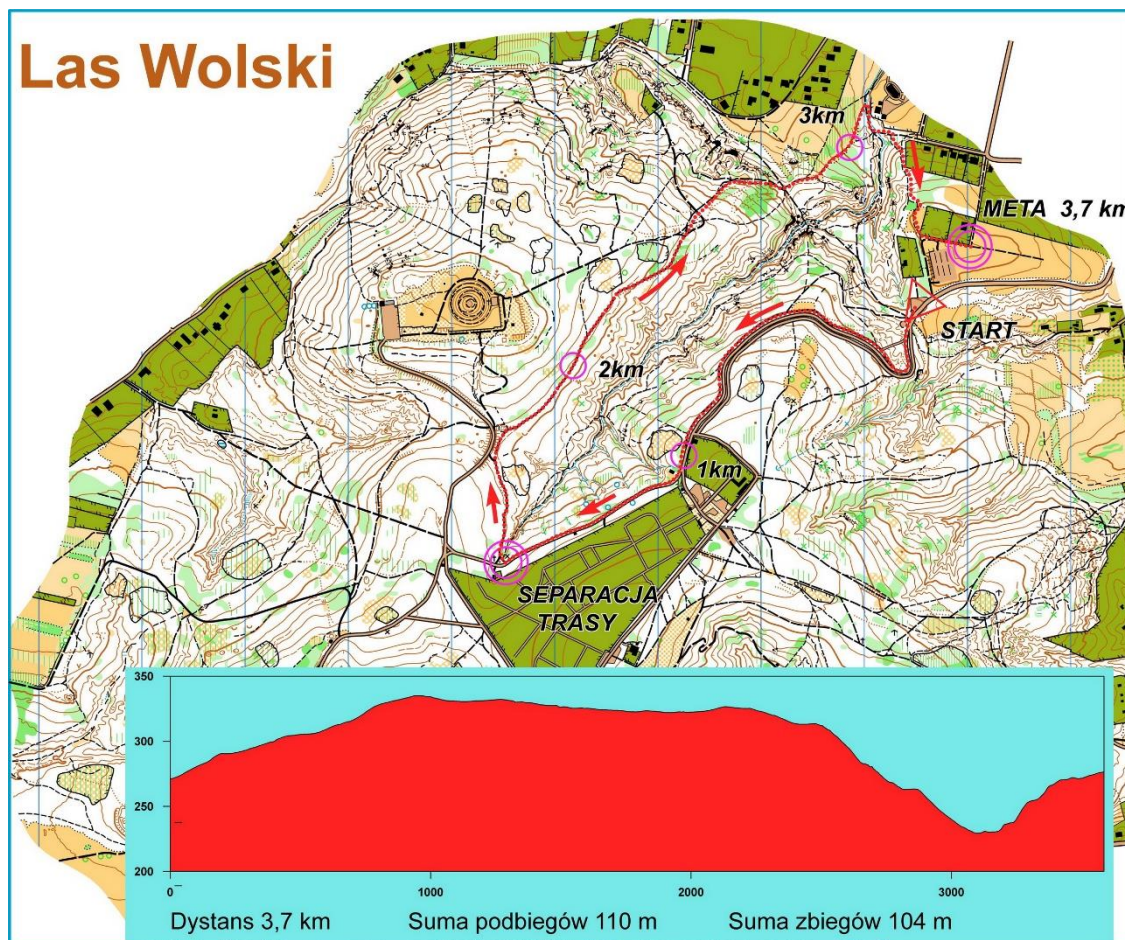 Las Wolski
3km
META 3,7 km
START
2km
1km
SEPARACJA
TRASY
350
300
250
200
0
1000
2000
3000
Dystans 3,7 km Suma podbiegów 110 m Suma zbiegów 104 m